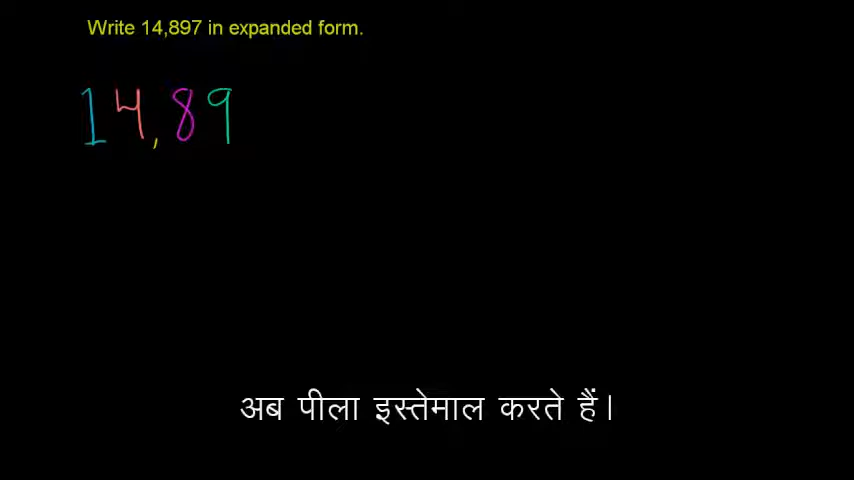 Write 14,897 in expanded form.
14,89
अब पीला इस्तेमाल करते हैं।